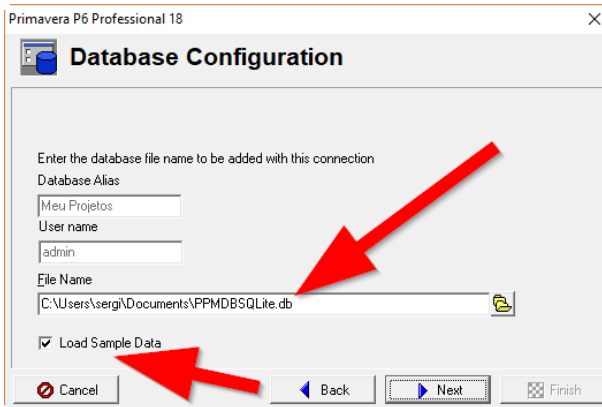 Primavera P6 Professional 18
Database Configuration
Enter the database file name to be added with this connection
Database Alias
Meu Projetos
User name
admin
File Name
C:\Users\sergi\Documents\PPMDBSQLite.db
Load Sample Data
Cancel
Back
Next
Finish